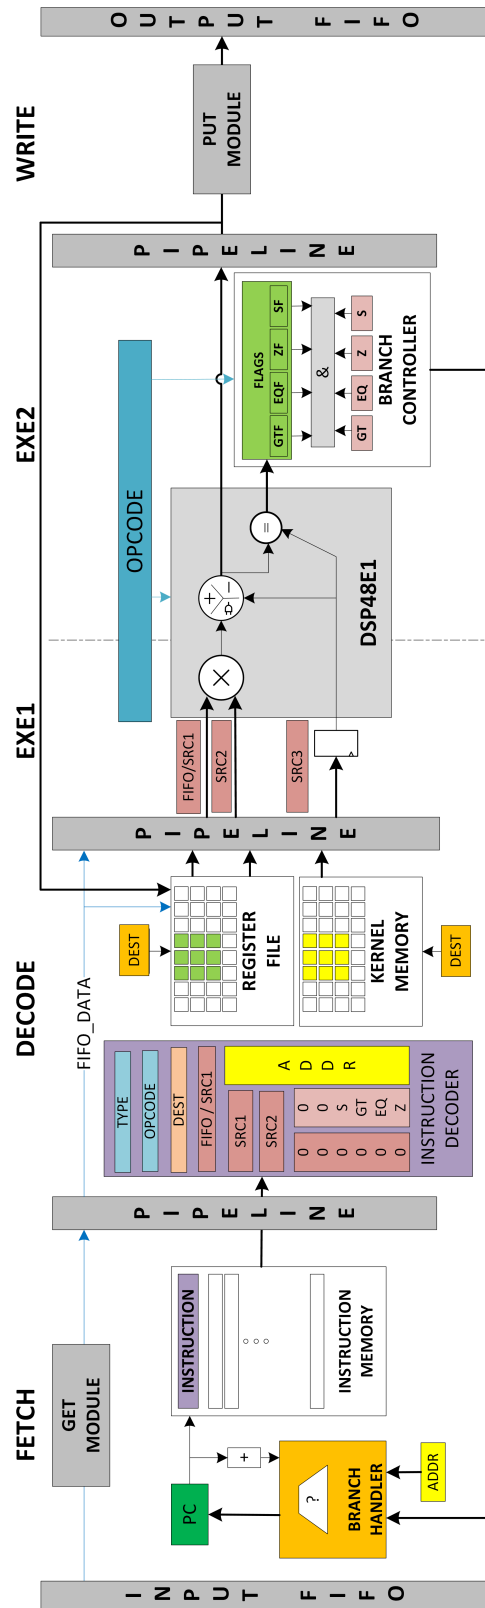 FETCH
DECODE
EXE1
EXE2
WRITE
INPUT FIFO
GET
MODULE
PC
+
?
BRANCH
HANDLER
ADDR
INSTRUCTION
INSTRUCTION
MEMORY
PIPELINE
FIFO_DATA
TYPE
OPCODE
DEST
FIFO / SRC1
SRC1
SRC2
ADDR
0 0 0 0 0 0
0 0 S GT EQ Z
INSTRUCTION
DECODER
DEST
REGISTER
FILE
KERNEL
MEMORY
DEST
PIPELINE
FIFO/SRC1
SRC2
SRC3
OPCODE
×
+
−
=
DSP48E1
FLAGS
GTF
EQF
ZF
SF
&
GT
EQ
Z
S
BRANCH
CONTROLLER
PIPELINE
PUT
MODULE
OUTPUT FIFO